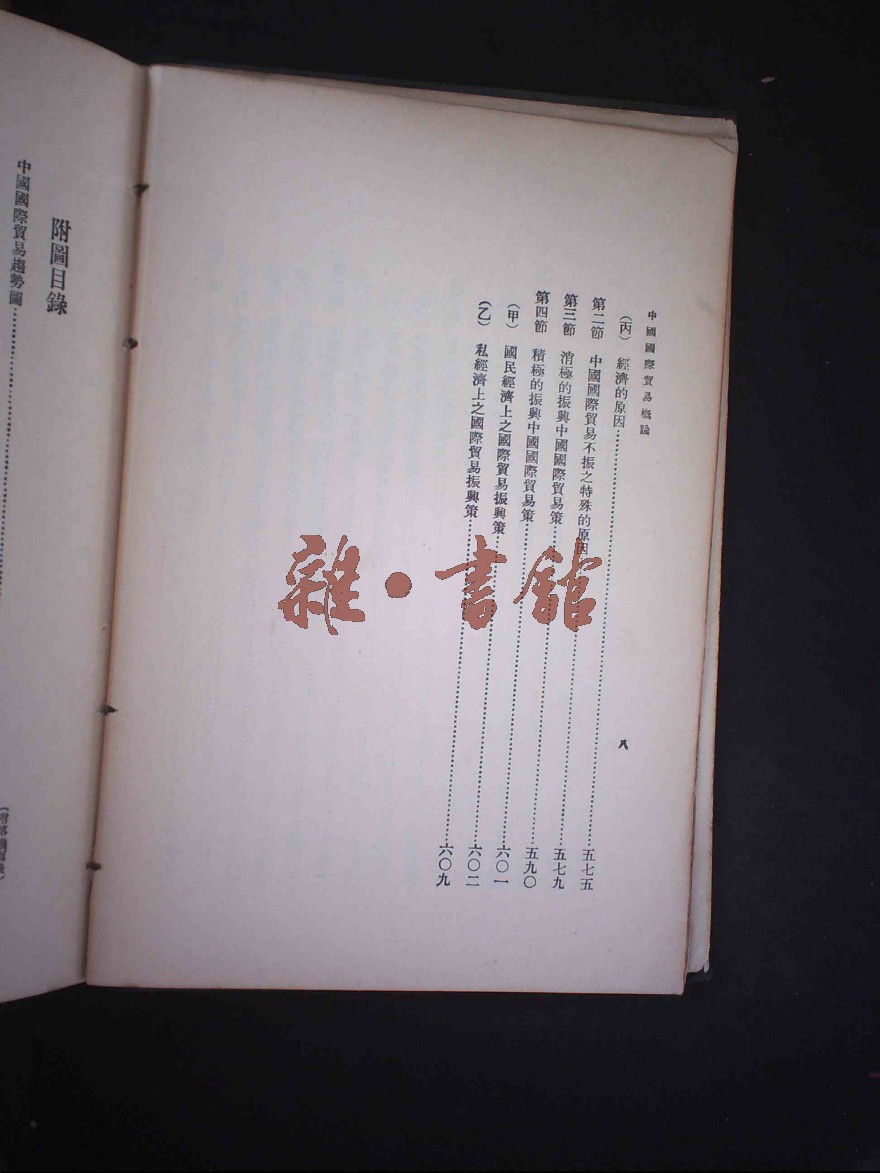 中國國際貿易概論 八
（丙） 經濟的原因……五七五
第二節 中國國際貿易不振之特殊的原因……五七九
第三節 消極的振興中國國際貿易策……五九〇
第四節 積極的振興中國國際貿易策……六〇一
（甲） 國民經濟上之國際貿易振興策……六〇二
（乙） 私經濟上之國際貿易振興策……六〇九
附圖目錄
中國國際貿易趨勢圖……
雜·書館